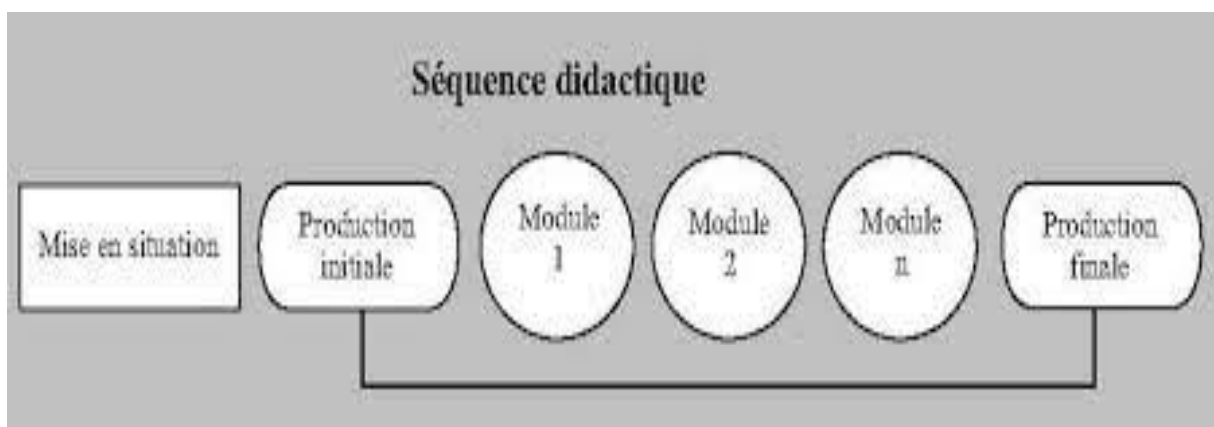 Séquence didactique
Mise en situation
Production
initiale
Module
1
Module
2
Module
n
Production
finale